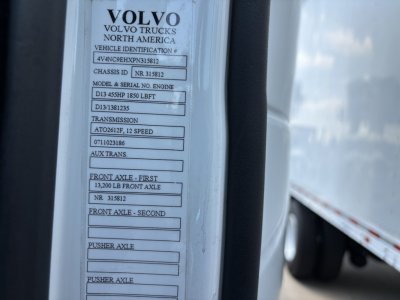 VOLVO
VOLVO TRUCKS
NORTH AMERICA
VEHICLE IDENTIFICATION #
4V4NC9EHXPN315812
CHASSIS ID NR 315812
MODEL & SERIAL NO. ENGINE
D13 455HP 1850 LBFT
D13/1381235
TRANSMISSION
ATO2612F, 12 SPEED
0711023186
AUX TRANS.
FRONT AXLE - FIRST
13,200 LB FRONT AXLE
NR 315812
FRONT AXLE - SECOND
PUSHER AXLE
PUSHER AXLE